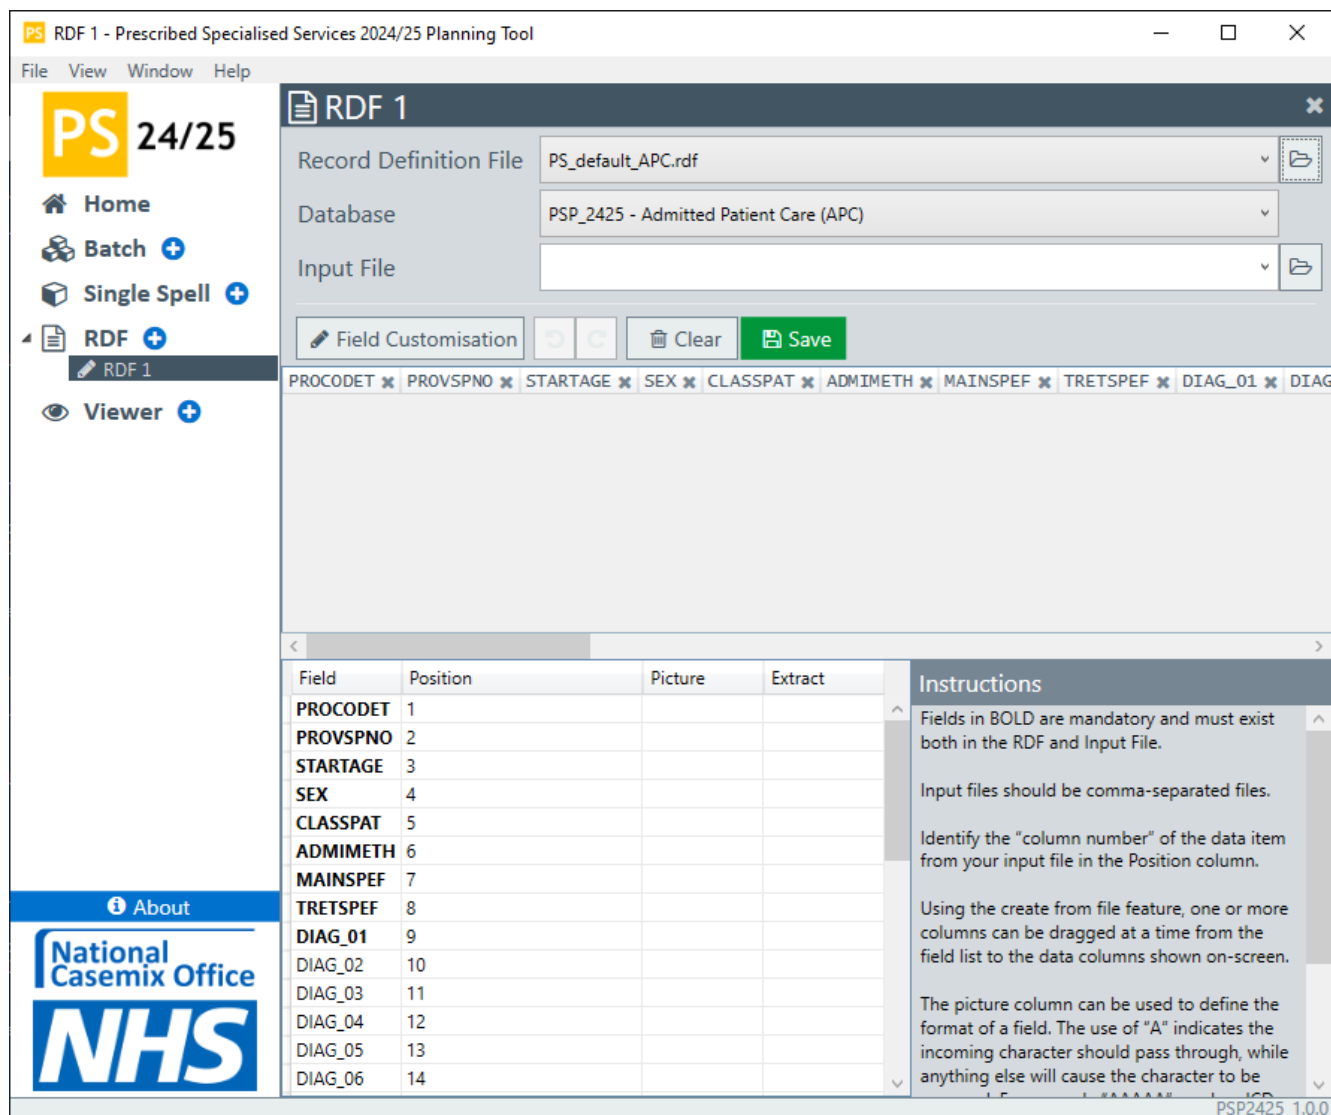 PS RDF 1 - Prescribed Specialised Services 2024/25 Planning Tool
File View Window Help
PS 24/25
Home
Batch
Single Spell
RDF
RDF 1
Viewer
About
National
Casemix Office
NHS
RDF 1
Record Definition File PS_default_APC.rdf
Database PSP_2425 - Admitted Patient Care (APC)
Input File
Field Customisation Clear Save
PROCODET PROVSPNO STARTAGE SEX CLASSPAT ADMIMETH MAINSPEF TRETSPEF DIAG_01 DIAG
Field Position Picture Extract
PROCODET 1
PROVSPNO 2
STARTAGE 3
SEX 4
CLASSPAT 5
ADMIMETH 6
MAINSPEF 7
TRETSPEF 8
DIAG_01 9
DIAG_02 10
DIAG_03 11
DIAG_04 12
DIAG_05 13
DIAG_06 14
Instructions
Fields in BOLD are mandatory and must exist
both in the RDF and Input File.
Input files should be comma-separated files.
Identify the “column number” of the data item
from your input file in the Position column.
Using the create from file feature, one or more
columns can be dragged at a time from the
field list to the data columns shown on-screen.
The picture column can be used to define the
format of a field. The use of “A” indicates the
incoming character should pass through, while
anything else will cause the character to be
PSP2425 1.0.0